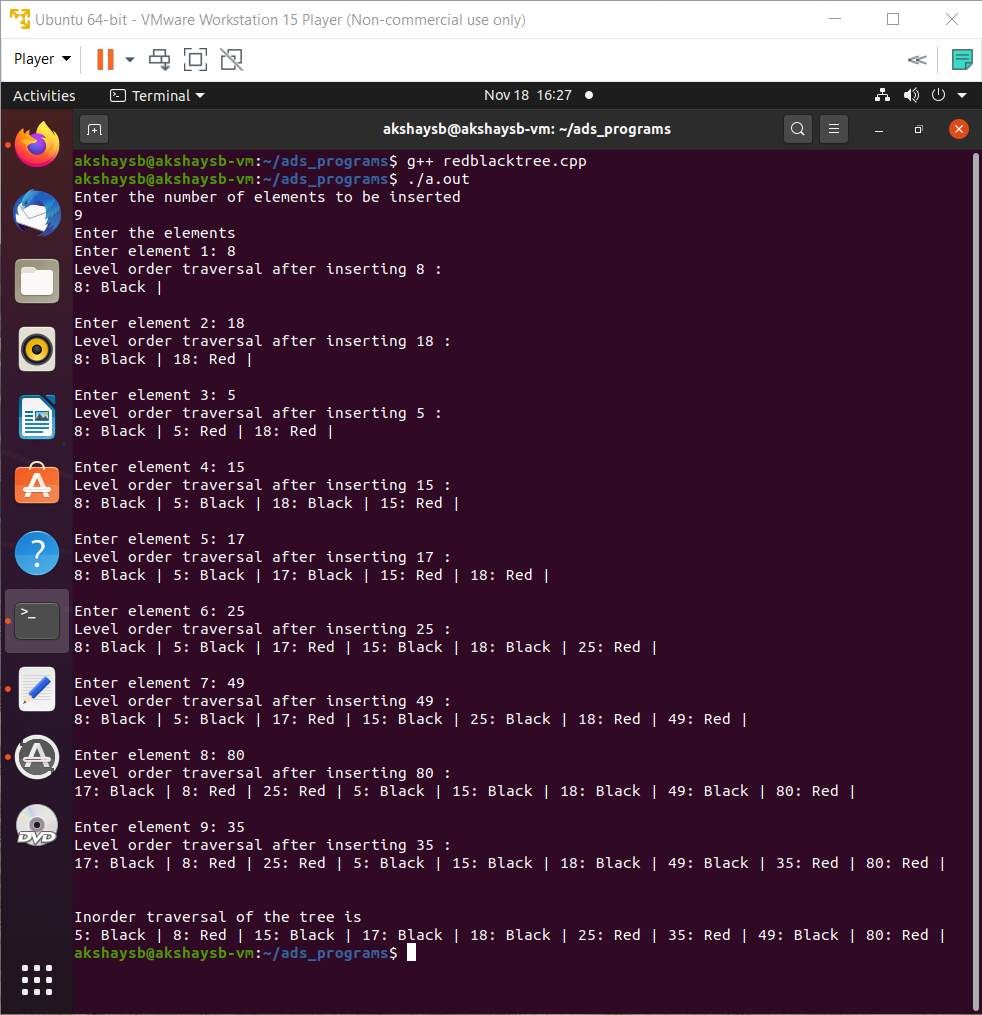 Ubuntu 64-bit - VMware Workstation 15 Player (Non-commercial use only)
Player
Activities
Terminal
Nov 18 16:27
akshaysb@akshaysb-vm: ~/ads_programs
akshaysb@akshaysb-vm:~/ads_programs$ g++ redblacktree.cpp
akshaysb@akshaysb-vm:~/ads_programs$ ./a.out
Enter the number of elements to be inserted
9
Enter the elements
Enter element 1: 8
Level order traversal after inserting 8 :
8: Black |
Enter element 2: 18
Level order traversal after inserting 18 :
8: Black | 18: Red |
Enter element 3: 5
Level order traversal after inserting 5 :
8: Black | 5: Red | 18: Red |
Enter element 4: 15
Level order traversal after inserting 15 :
8: Black | 5: Black | 18: Black | 15: Red |
Enter element 5: 17
Level order traversal after inserting 17 :
8: Black | 5: Black | 17: Black | 15: Red | 18: Red |
Enter element 6: 25
Level order traversal after inserting 25 :
8: Black | 5: Black | 17: Red | 15: Black | 18: Black | 25: Red |
Enter element 7: 49
Level order traversal after inserting 49 :
8: Black | 5: Black | 17: Red | 15: Black | 25: Black | 18: Red | 49: Red |
Enter element 8: 80
Level order traversal after inserting 80 :
17: Black | 8: Red | 25: Red | 5: Black | 15: Black | 18: Black | 49: Black | 80: Red |
Enter element 9: 35
Level order traversal after inserting 35 :
17: Black | 8: Red | 25: Red | 5: Black | 15: Black | 18: Black | 49: Black | 35: Red | 80: Red |
Inorder traversal of the tree is
5: Black | 8: Red | 15: Black | 17: Black | 18: Black | 25: Red | 35: Red | 49: Black | 80: Red |
akshaysb@akshaysb-vm:~/ads_programs$
DVD